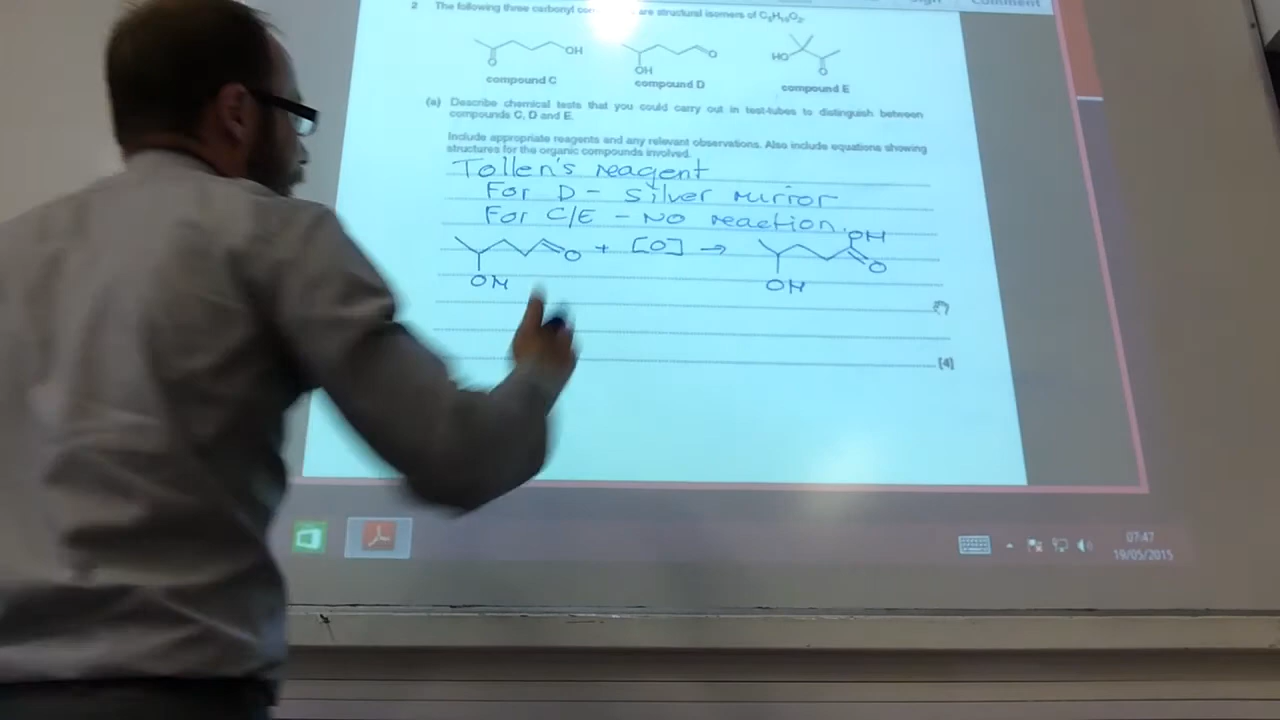 Comment
2 The following three carbonyl are structural isomers of C₅H₁₀O₂.
OH O
OH O
HO O
compound C compound D compound E
(a) Describe chemical tests that you could carry out in test-tubes to distinguish between
compounds C, D and E.
Include appropriate reagents and any relevant observations. Also include equations showing
structures for the organic compounds involved.
Tollen's reagent
For D - silver mirror
For C/E - No reaction.
O + [O] → OH O
OH OH
[4]
07:47
19/05/2015